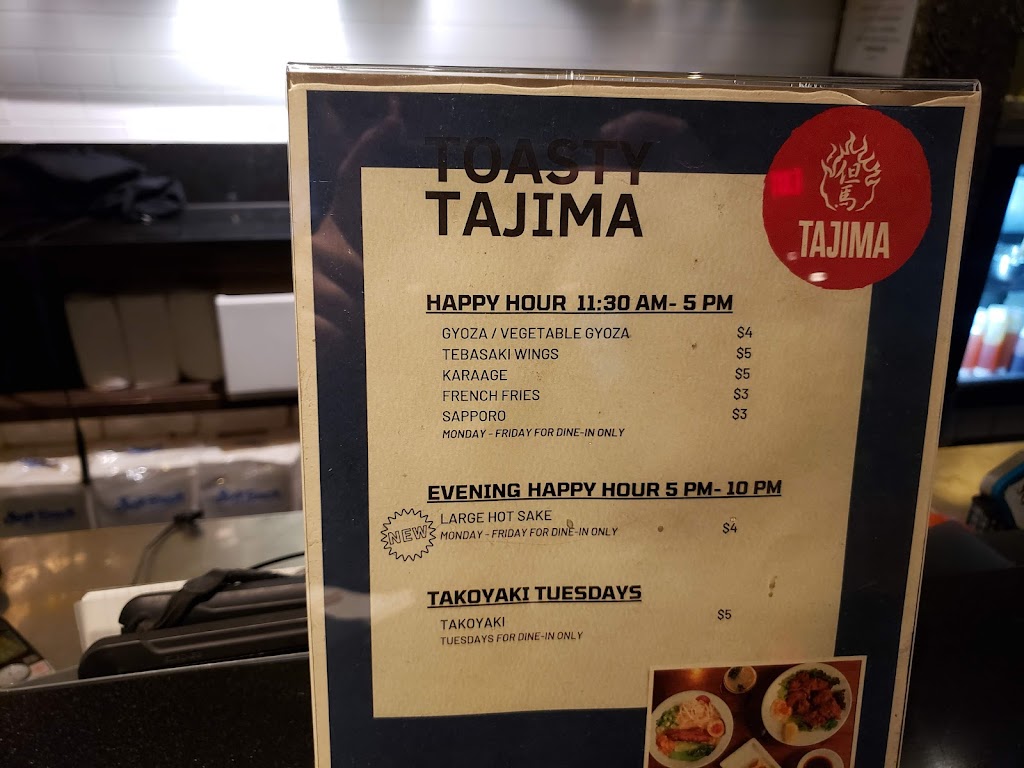 TOASTY
TAJIMA
但馬
TAJIMA
HAPPY HOUR 11:30 AM- 5 PM
GYOZA / VEGETABLE GYOZA $4
TEBASAKI WINGS $5
KARAAGE $5
FRENCH FRIES $3
SAPPORO $3
MONDAY - FRIDAY FOR DINE-IN ONLY
EVENING HAPPY HOUR 5 PM- 10 PM
NEW
LARGE HOT SAKE $4
MONDAY - FRIDAY FOR DINE-IN ONLY
TAKOYAKI TUESDAYS
TAKOYAKI $5
TUESDAYS FOR DINE-IN ONLY